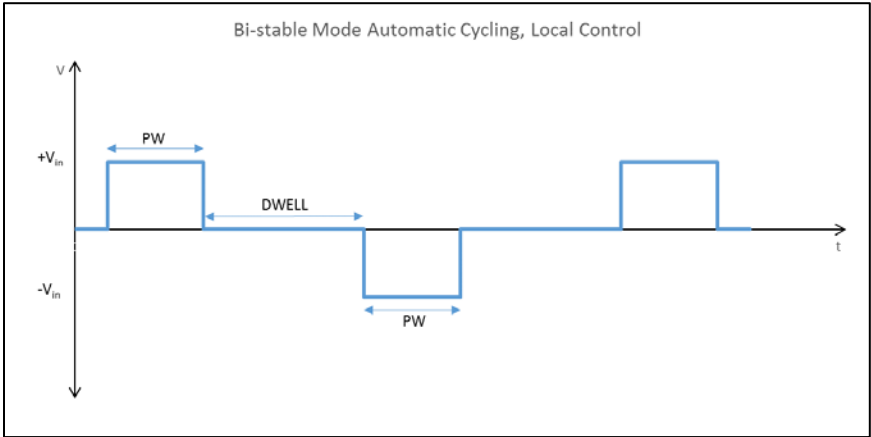 Bi-stable Mode Automatic Cycling, Local Control
V
PW
+Vin
DWELL
t
-Vin
PW